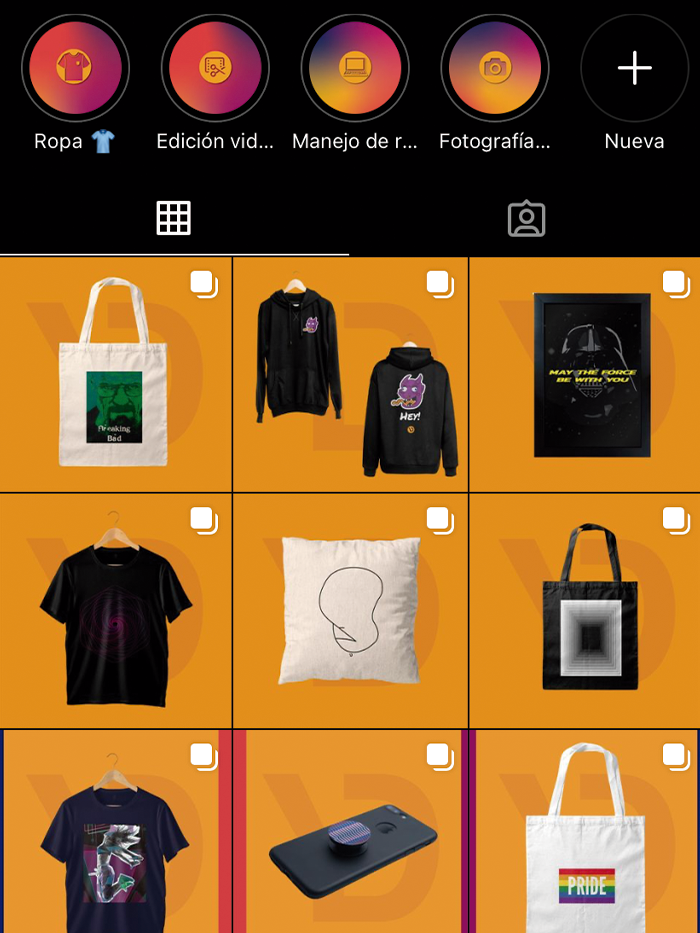 Ropa 👕
Edición vid...
Manejo de r...
Fotografía...
Nueva
Breaking
Bad
HEY!
MAY THE FORCE
BE WITH YOU
PRIDE